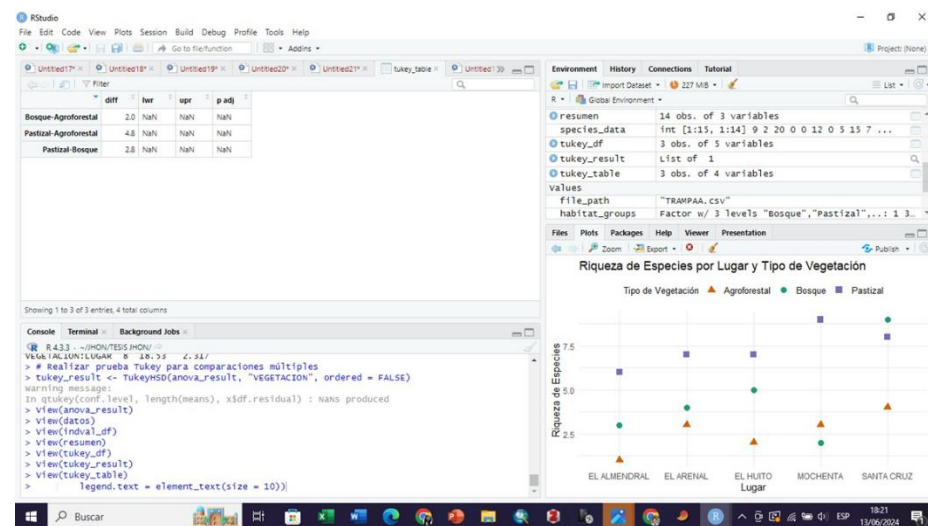 RStudio
File Edit Code View Plots Session Build Debug Profile Tools Help
Go to file/function
Addins
Project: (None)
Untitled17* Untitled18* Untitled19* Untitled20* Untitled21* tukey_table Untitled1
Filter
diff lwr upr p adj
Bosque-Agroforestal 2.0 NaN NaN NaN
Pastizal-Agroforestal 4.8 NaN NaN NaN
Pastizal-Bosque 2.8 NaN NaN NaN
Showing 1 to 3 of 3 entries, 4 total columns
Console Terminal Background Jobs
R 4.3.3 · ~/JHON/TESIS JHON/
VEGETACION:LUGAR 8 18.53 2.317
> # Realizar prueba Tukey para comparaciones múltiples
> tukey_result <- TukeyHSD(anova_result, "VEGETACION", ordered = FALSE)
Warning message:
In qtukey(conf.level, length(means), x$df.residual) : NaNs produced
> View(anova_result)
> View(datos)
> View(indval_df)
> View(resumen)
> View(tukey_df)
> View(tukey_result)
> View(tukey_table)
> legend.text = element_text(size = 10))
Environment History Connections Tutorial
Import Dataset 227 MiB
List
R Global Environment
resumen 14 obs. of 3 variables
species_data int [1:15, 1:14] 9 2 20 0 0 12 0 5 15 7 ...
tukey_df 3 obs. of 5 variables
tukey_result List of 1
tukey_table 3 obs. of 4 variables
values
file_path "TRAMPAA.csv"
habitat_groups Factor w/ 3 levels "Bosque","Pastizal",..: 1 3…
Files Plots Packages Help Viewer Presentation
Zoom Export Publish
Riqueza de Especies por Lugar y Tipo de Vegetación
Tipo de Vegetación Agroforestal Bosque Pastizal
Riqueza de Especies
7.5
5.0
2.5
EL ALMENDRAL EL ARENAL EL HUITO MOCHENTA SANTA CRUZ
Lugar
Buscar
ESP
18:21
13/06/2024